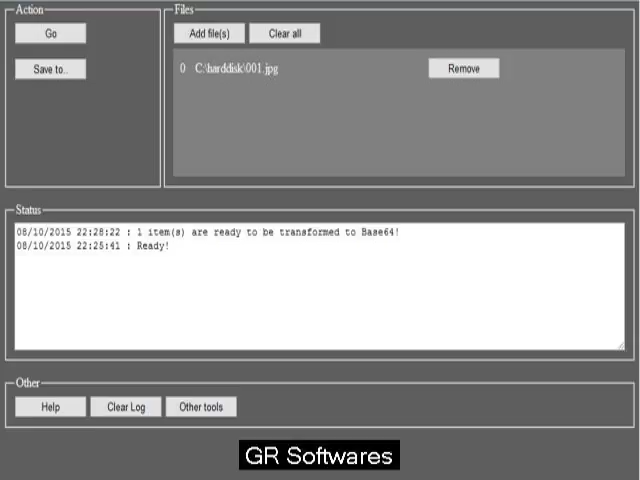 Action
Go
Save to..
Files
Add file(s) Clear all
0 C:\harddisk\001.jpg Remove
Status
08/10/2015 22:28:22 : 1 item(s) are ready to be transformed to Base64!
08/10/2015 22:25:41 : Ready!
Other
Help Clear Log Other tools
GR Softwares